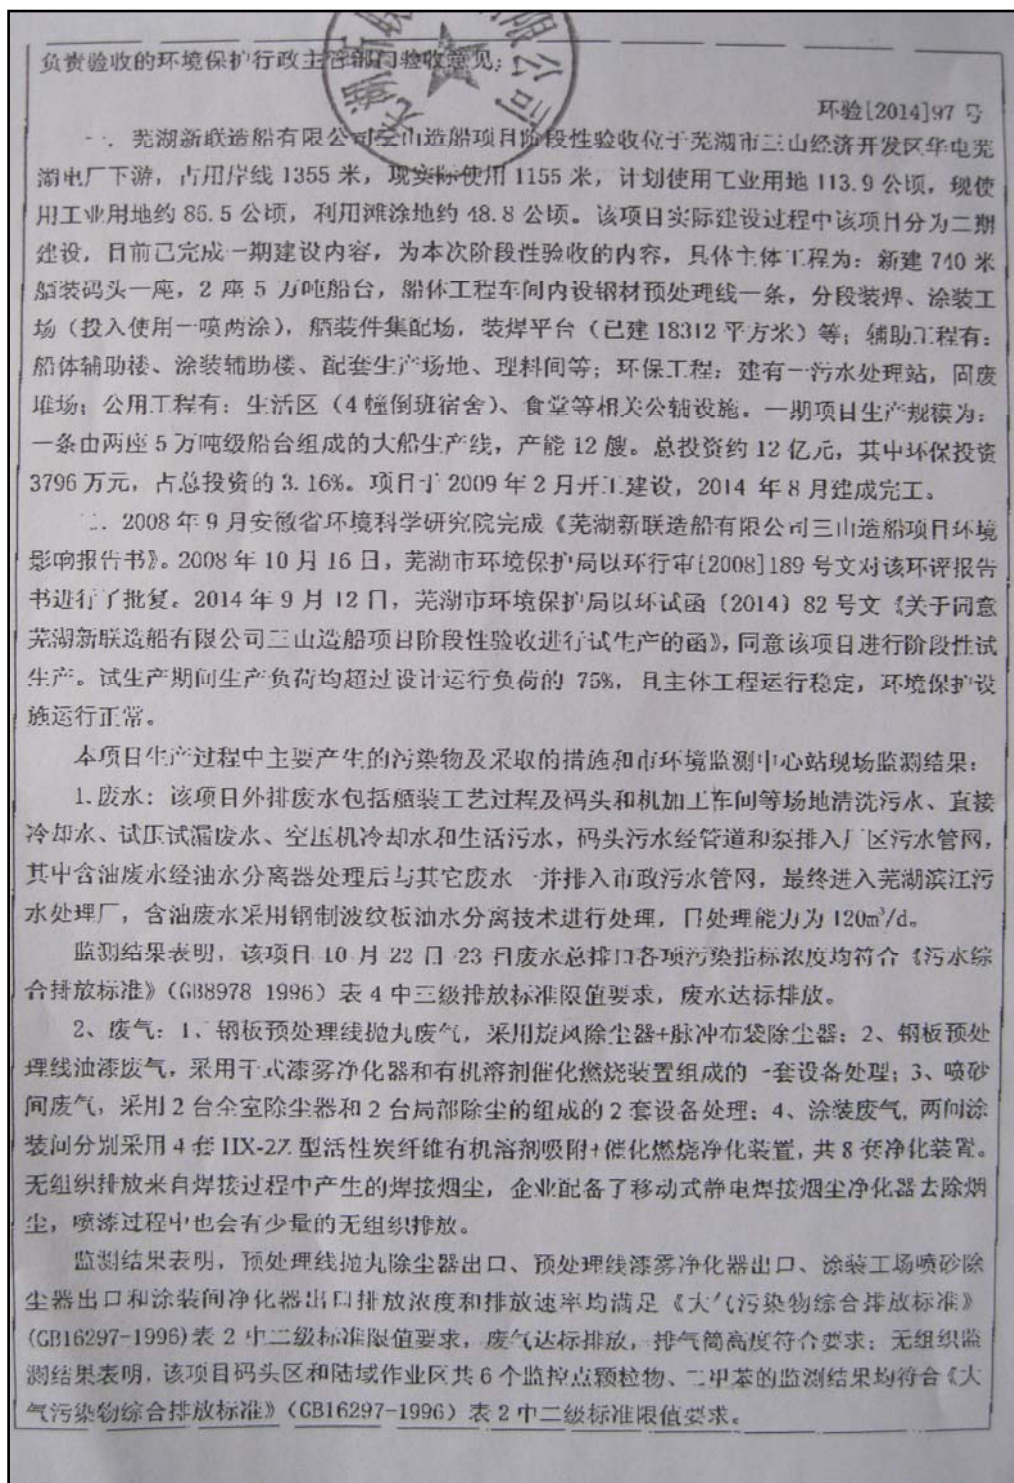 负责验收的环境保护行政主管部门验收意见:
环验[2014]97 号
一、芜湖新联造船有限公司三山造船项目阶段性验收位于芜湖市三山经济开发区华电芜
湖电厂下游，占用岸线 1355 米，现实际使用 1155 米，计划使用工业用地 113.9 公顷，现使
用工业用地约 86.5 公顷，利用滩涂地约 48.8 公顷。该项目实际建设过程中该项目分为二期
建设，目前已完成一期建设内容，为本次阶段性验收的内容，具体主体工程为：新建 740 米
舾装码头一座，2 座 5 万吨船台，船体工程车间内设钢材预处理线一条，分段装焊、涂装工
场（投入使用一喷两涂），舾装件集配场，装焊平台（已建 18312 平方米）等；辅助工程有：
船体辅助楼、涂装辅助楼、配套生产场地、理料间等；环保工程：建有一污水处理站，固废
堆场；公用工程有：生活区（4 幢倒班宿舍）、食堂等相关公辅设施。一期项目生产规模为：
一条由两座 5 万吨级船台组成的大船生产线，产能 12 艘。总投资约 12 亿元，其中环保投资
3796 万元，占总投资的 3.16%。项目于 2009 年 2 月开工建设，2014 年 8 月建成完工。
二、2008 年 9 月安徽省环境科学研究院完成《芜湖新联造船有限公司三山造船项目环境
影响报告书》。2008 年 10 月 16 日，芜湖市环境保护局以环行审[2008]189 号文对该环评报告
书进行了批复。2014 年 9 月 12 日，芜湖市环境保护局以环试函〔2014〕82 号文《关于同意
芜湖新联造船有限公司三山造船项目阶段性验收进行试生产的函》，同意该项目进行阶段性试
生产。试生产期间生产负荷均超过设计运行负荷的 75%，且主体工程运行稳定，环境保护设
施运行正常。
本项目生产过程中主要产生的污染物及采取的措施和市环境监测中心站现场监测结果：
1.废水：该项目外排废水包括舾装工艺过程及码头和机加工车间等场地清洗污水、直接
冷却水、试压试漏废水、空压机冷却水和生活污水，码头污水经管道和泵排入厂区污水管网，
其中含油废水经油水分离器处理后与其它废水一并排入市政污水管网，最终进入芜湖滨江污
水处理厂，含油废水采用钢制波纹板油水分离技术进行处理，日处理能力为 120m³/d。
监测结果表明，该项目 10 月 22 日-23 日废水总排口各项污染指标浓度均符合《污水综
合排放标准》（GB8978-1996）表 4 中三级排放标准限值要求，废水达标排放。
2、废气：1、钢板预处理线抛丸废气，采用旋风除尘器+脉冲布袋除尘器；2、钢板预处
理线油漆废气，采用干式漆雾净化器和有机溶剂催化燃烧装置组成的一套设备处理；3、喷砂
间废气，采用 2 台全室除尘器和 2 台局部除尘的组成的 2 套设备处理；4、涂装废气，两间涂
装间分别采用 4 套 HX-2Z 型活性炭纤维有机溶剂吸附+催化燃烧净化装置，共 8 套净化装置。
无组织排放来自焊接过程中产生的焊接烟尘，企业配备了移动式静电焊接烟尘净化器去除烟
尘，喷漆过程中也会有少量的无组织排放。
监测结果表明，预处理线抛丸除尘器出口、预处理线漆雾净化器出口、涂装工场喷砂除
尘器出口和涂装间净化器出口排放浓度和排放速率均满足《大气污染物综合排放标准》
(GB16297-1996)表 2 中二级标准限值要求，废气达标排放，排气筒高度符合要求；无组织监
测结果表明，该项目码头区和陆域作业区共 6 个监控点颗粒物、二甲苯的监测结果均符合《大
气污染物综合排放标准》（GB16297-1996）表 2 中二级标准限值要求。